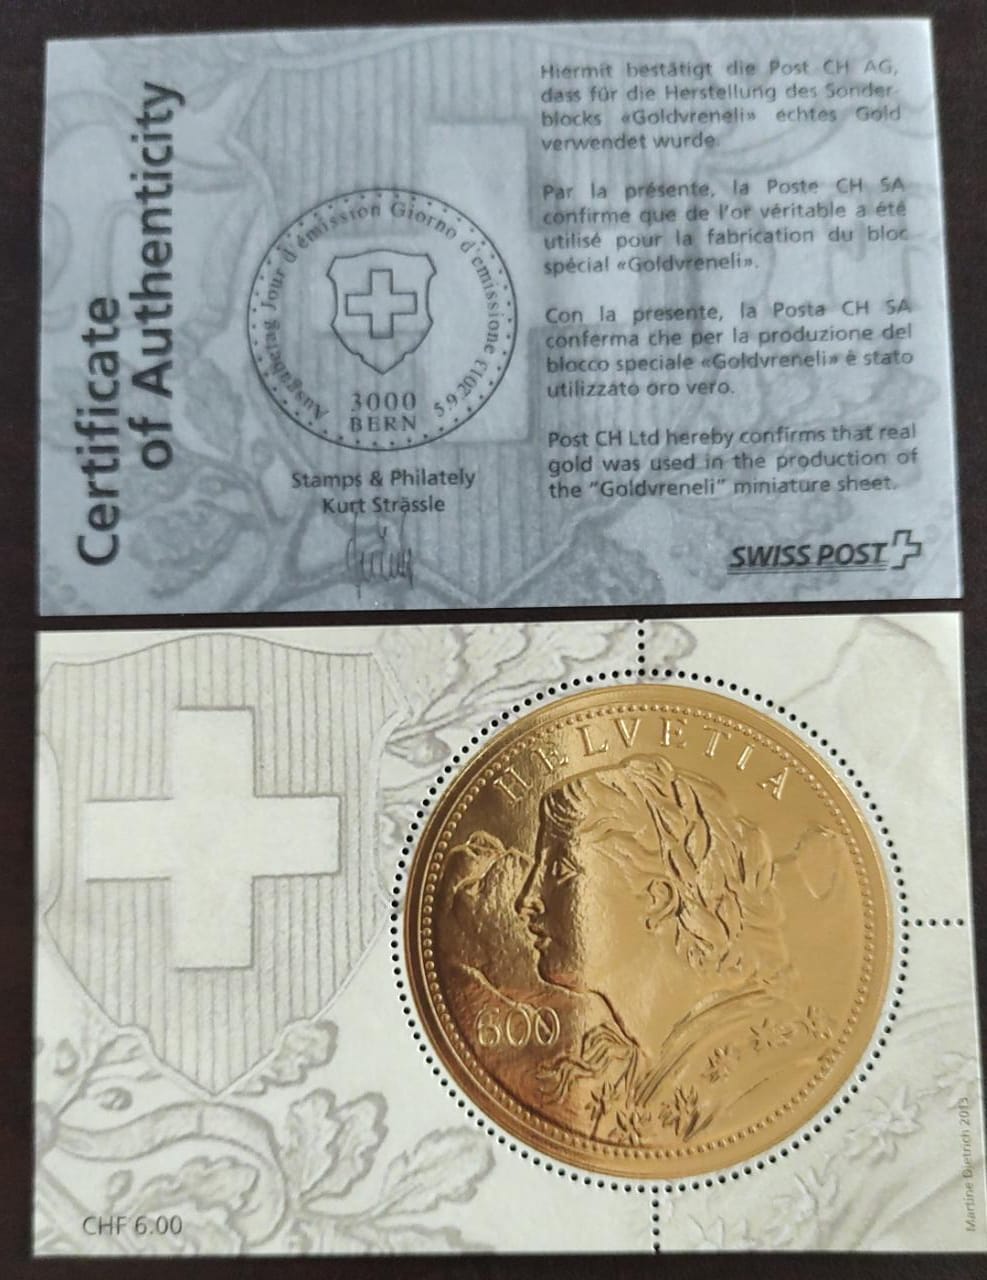 Certificate
of Authenticity
Ausgabetag Jour d'émission Giorno d'emissione
5.9.2013
3000
BERN
Stamps & Philately
Kurt Strässle
Hiermit bestätigt die Post CH AG,
dass für die Herstellung des Sonder-
blocks «Goldvreneli» echtes Gold
verwendet wurde.
Par la présente, la Poste CH SA
confirme que de l'or véritable a été
utilisé pour la fabrication du bloc
spécial «Goldvreneli».
Con la presente, la Posta CH SA
conferma che per la produzione del
blocco speciale «Goldvreneli» è stato
utilizzato oro vero.
Post CH Ltd hereby confirms that real
gold was used in the production of
the "Goldvreneli" miniature sheet.
SWISS POST
HELVETIA
600
CHF 6.00
Martine Dietrich 2013